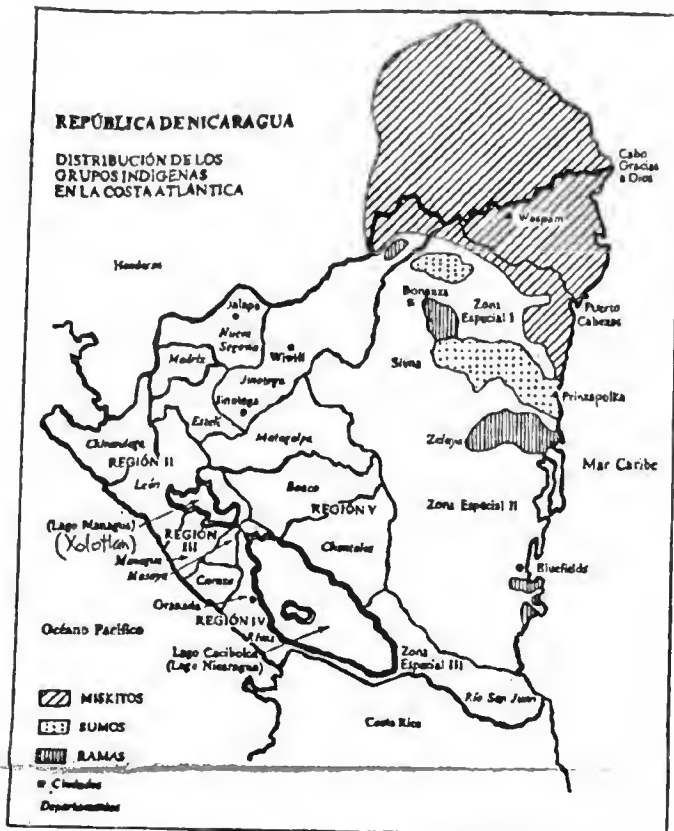 REPÚBLICA DE NICARAGUA
DISTRIBUCIÓN DE LOS
GRUPOS INDIGENAS
EN LA COSTA ATLÁNTICA
Cabo
Gracias
a Dios
Waspam
Honduras
Bonanza
Zona
Especial I
Puerto
Cabezas
Jalapa
Nueva
Segovia
Wiwilí
Madriz
Siuna
Jinotega
Jinotega
Prinzapolka
Estelí
Chinandega
Matagalpa
Zelaya
REGIÓN II
Mar Caribe
León
Boaco
(Lago Managua)
REGIÓN V
Zona Especial II
(Xolotlan)
REGIÓN
III
Chontales
Managua
Masaya
Bluefields
Carazo
Granada
REGIÓN IV
Océano Pacífico
Rivas
Lago Cocibolca
(Lago Nicaragua)
Zona
Especial III
Río San Juan
MISKITOS
SUMOS
Costa Rica
RAMAS
Ciudades
Departamentos